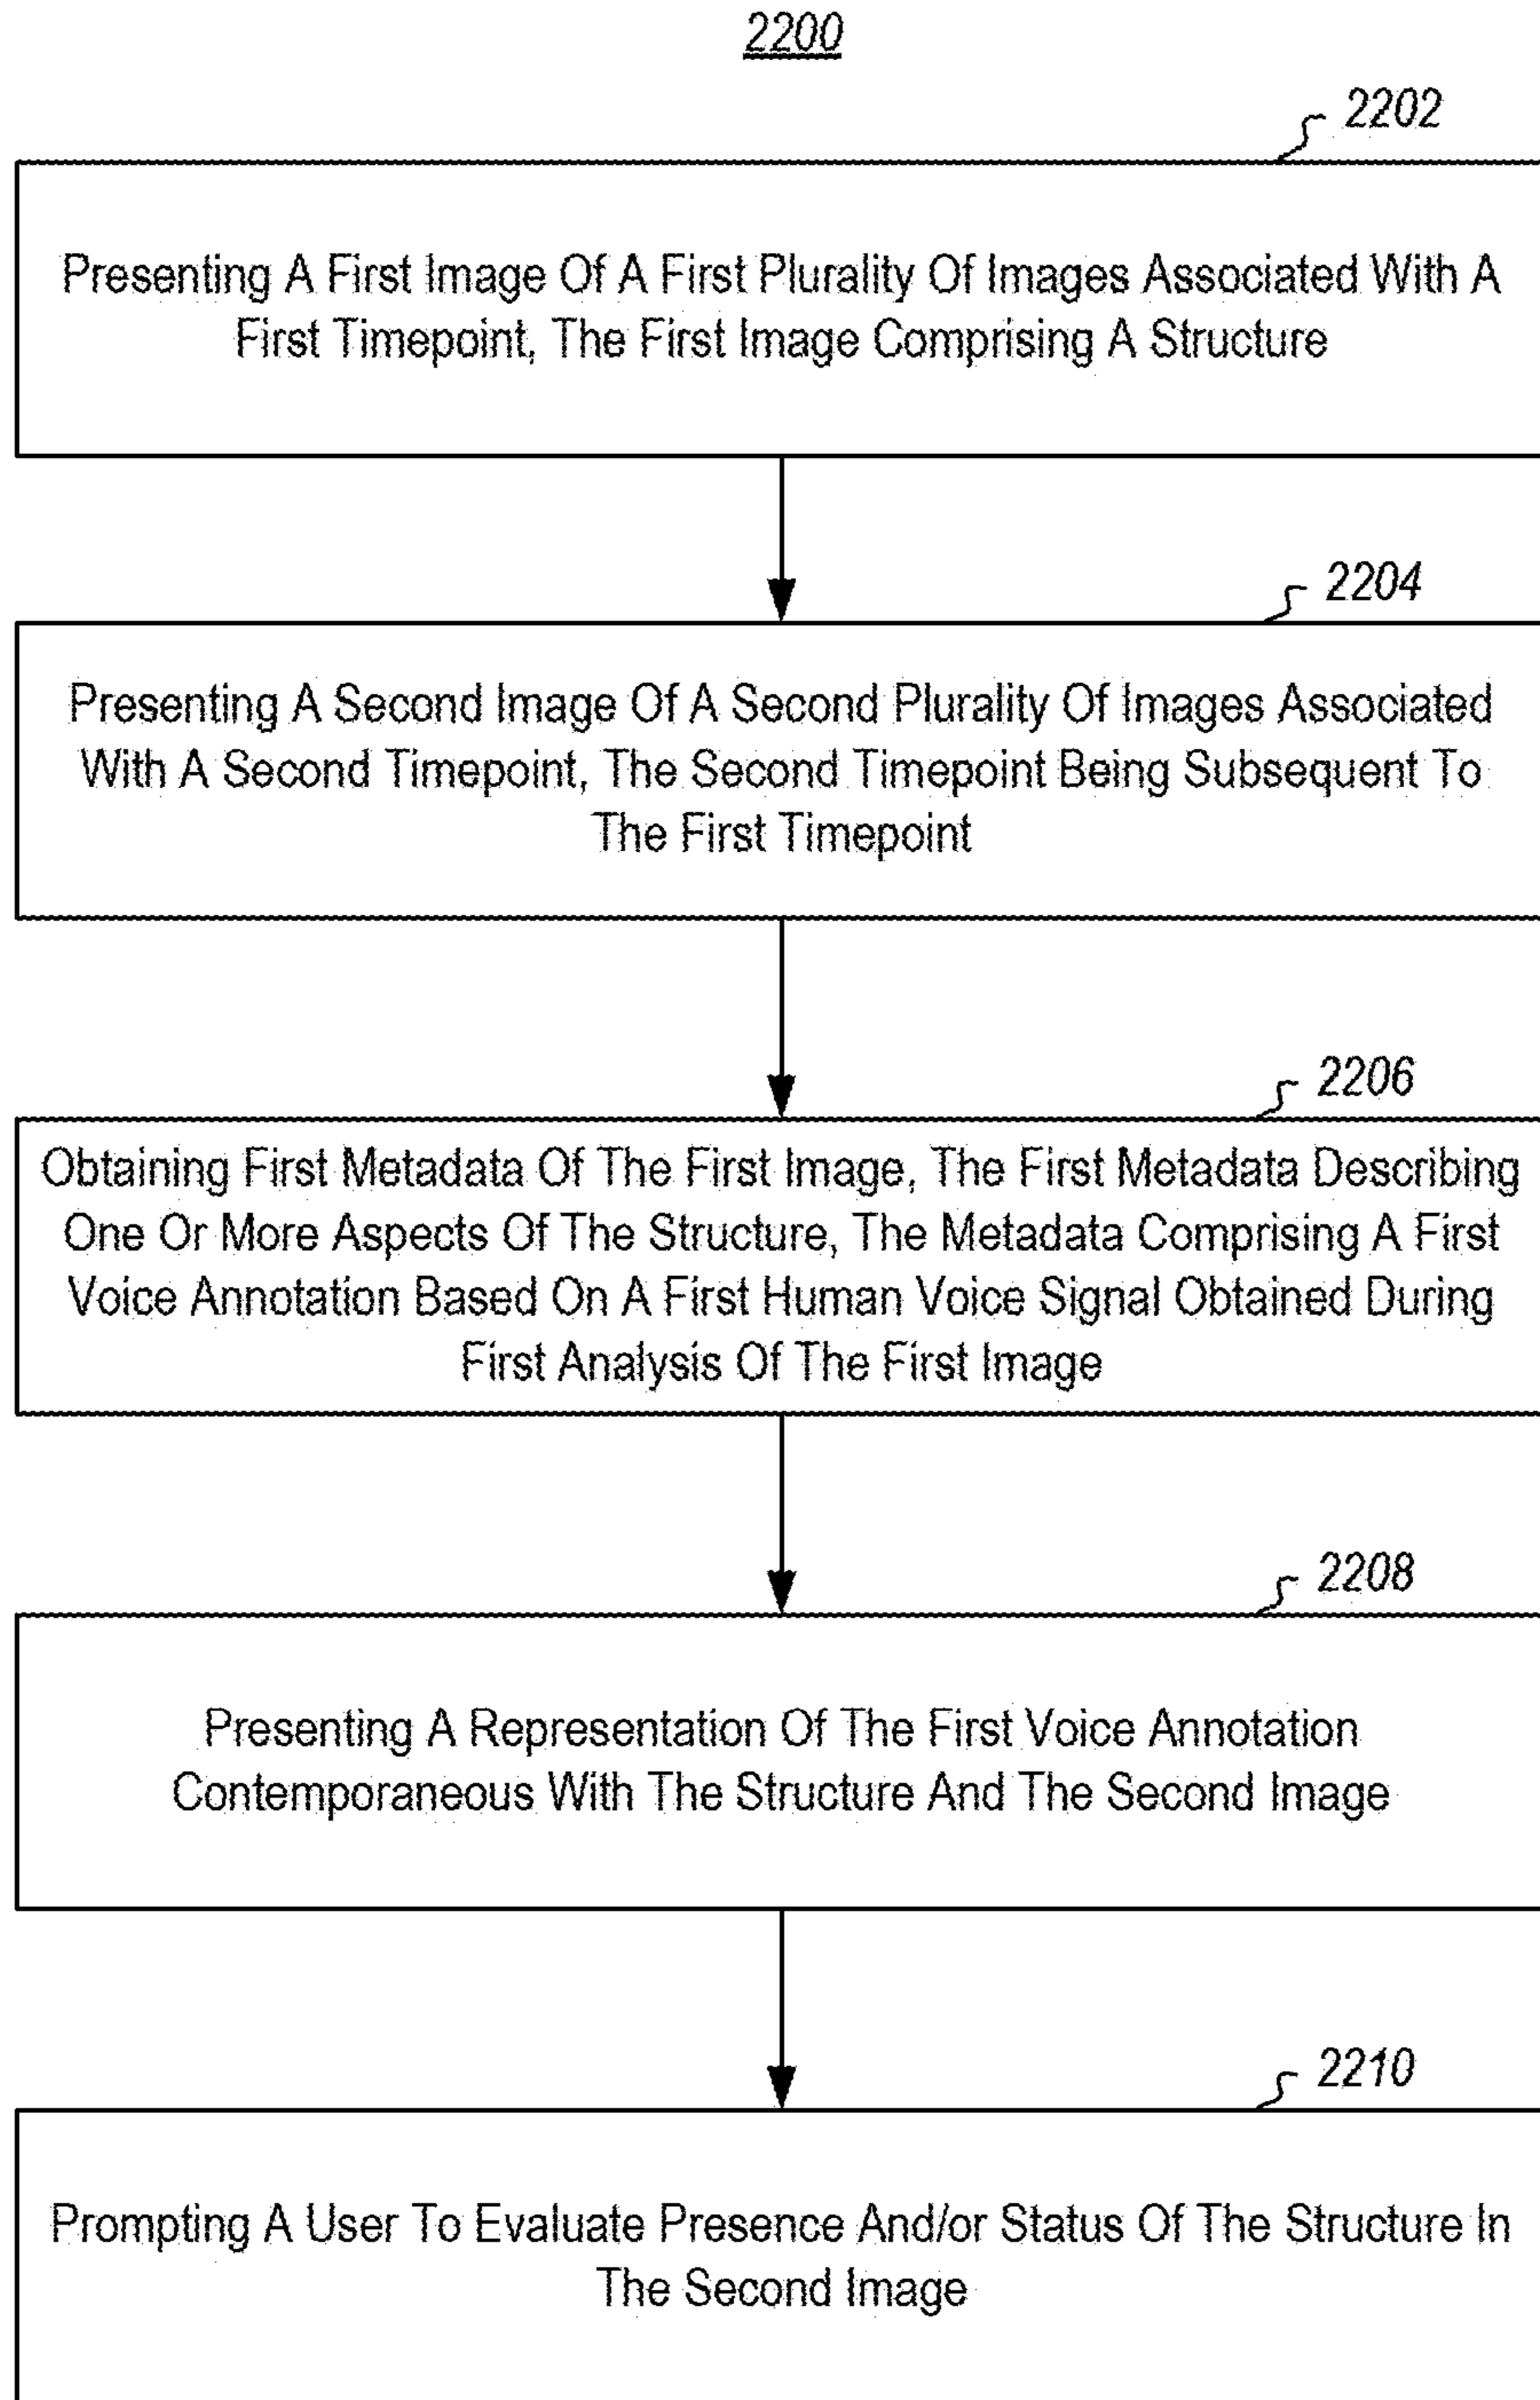 2200
2202
Presenting A First Image Of A First Plurality Of Images Associated With A
First Timepoint, The First Image Comprising A Structure
2204
Presenting A Second Image Of A Second Plurality Of Images Associated
With A Second Timepoint, The Second Timepoint Being Subsequent To
The First Timepoint
2206
Obtaining First Metadata Of The First Image, The First Metadata Describing
One Or More Aspects Of The Structure, The Metadata Comprising A First
Voice Annotation Based On A First Human Voice Signal Obtained During
First Analysis Of The First Image
2208
Presenting A Representation Of The First Voice Annotation
Contemporaneous With The Structure And The Second Image
2210
Prompting A User To Evaluate Presence And/or Status Of The Structure In
The Second Image